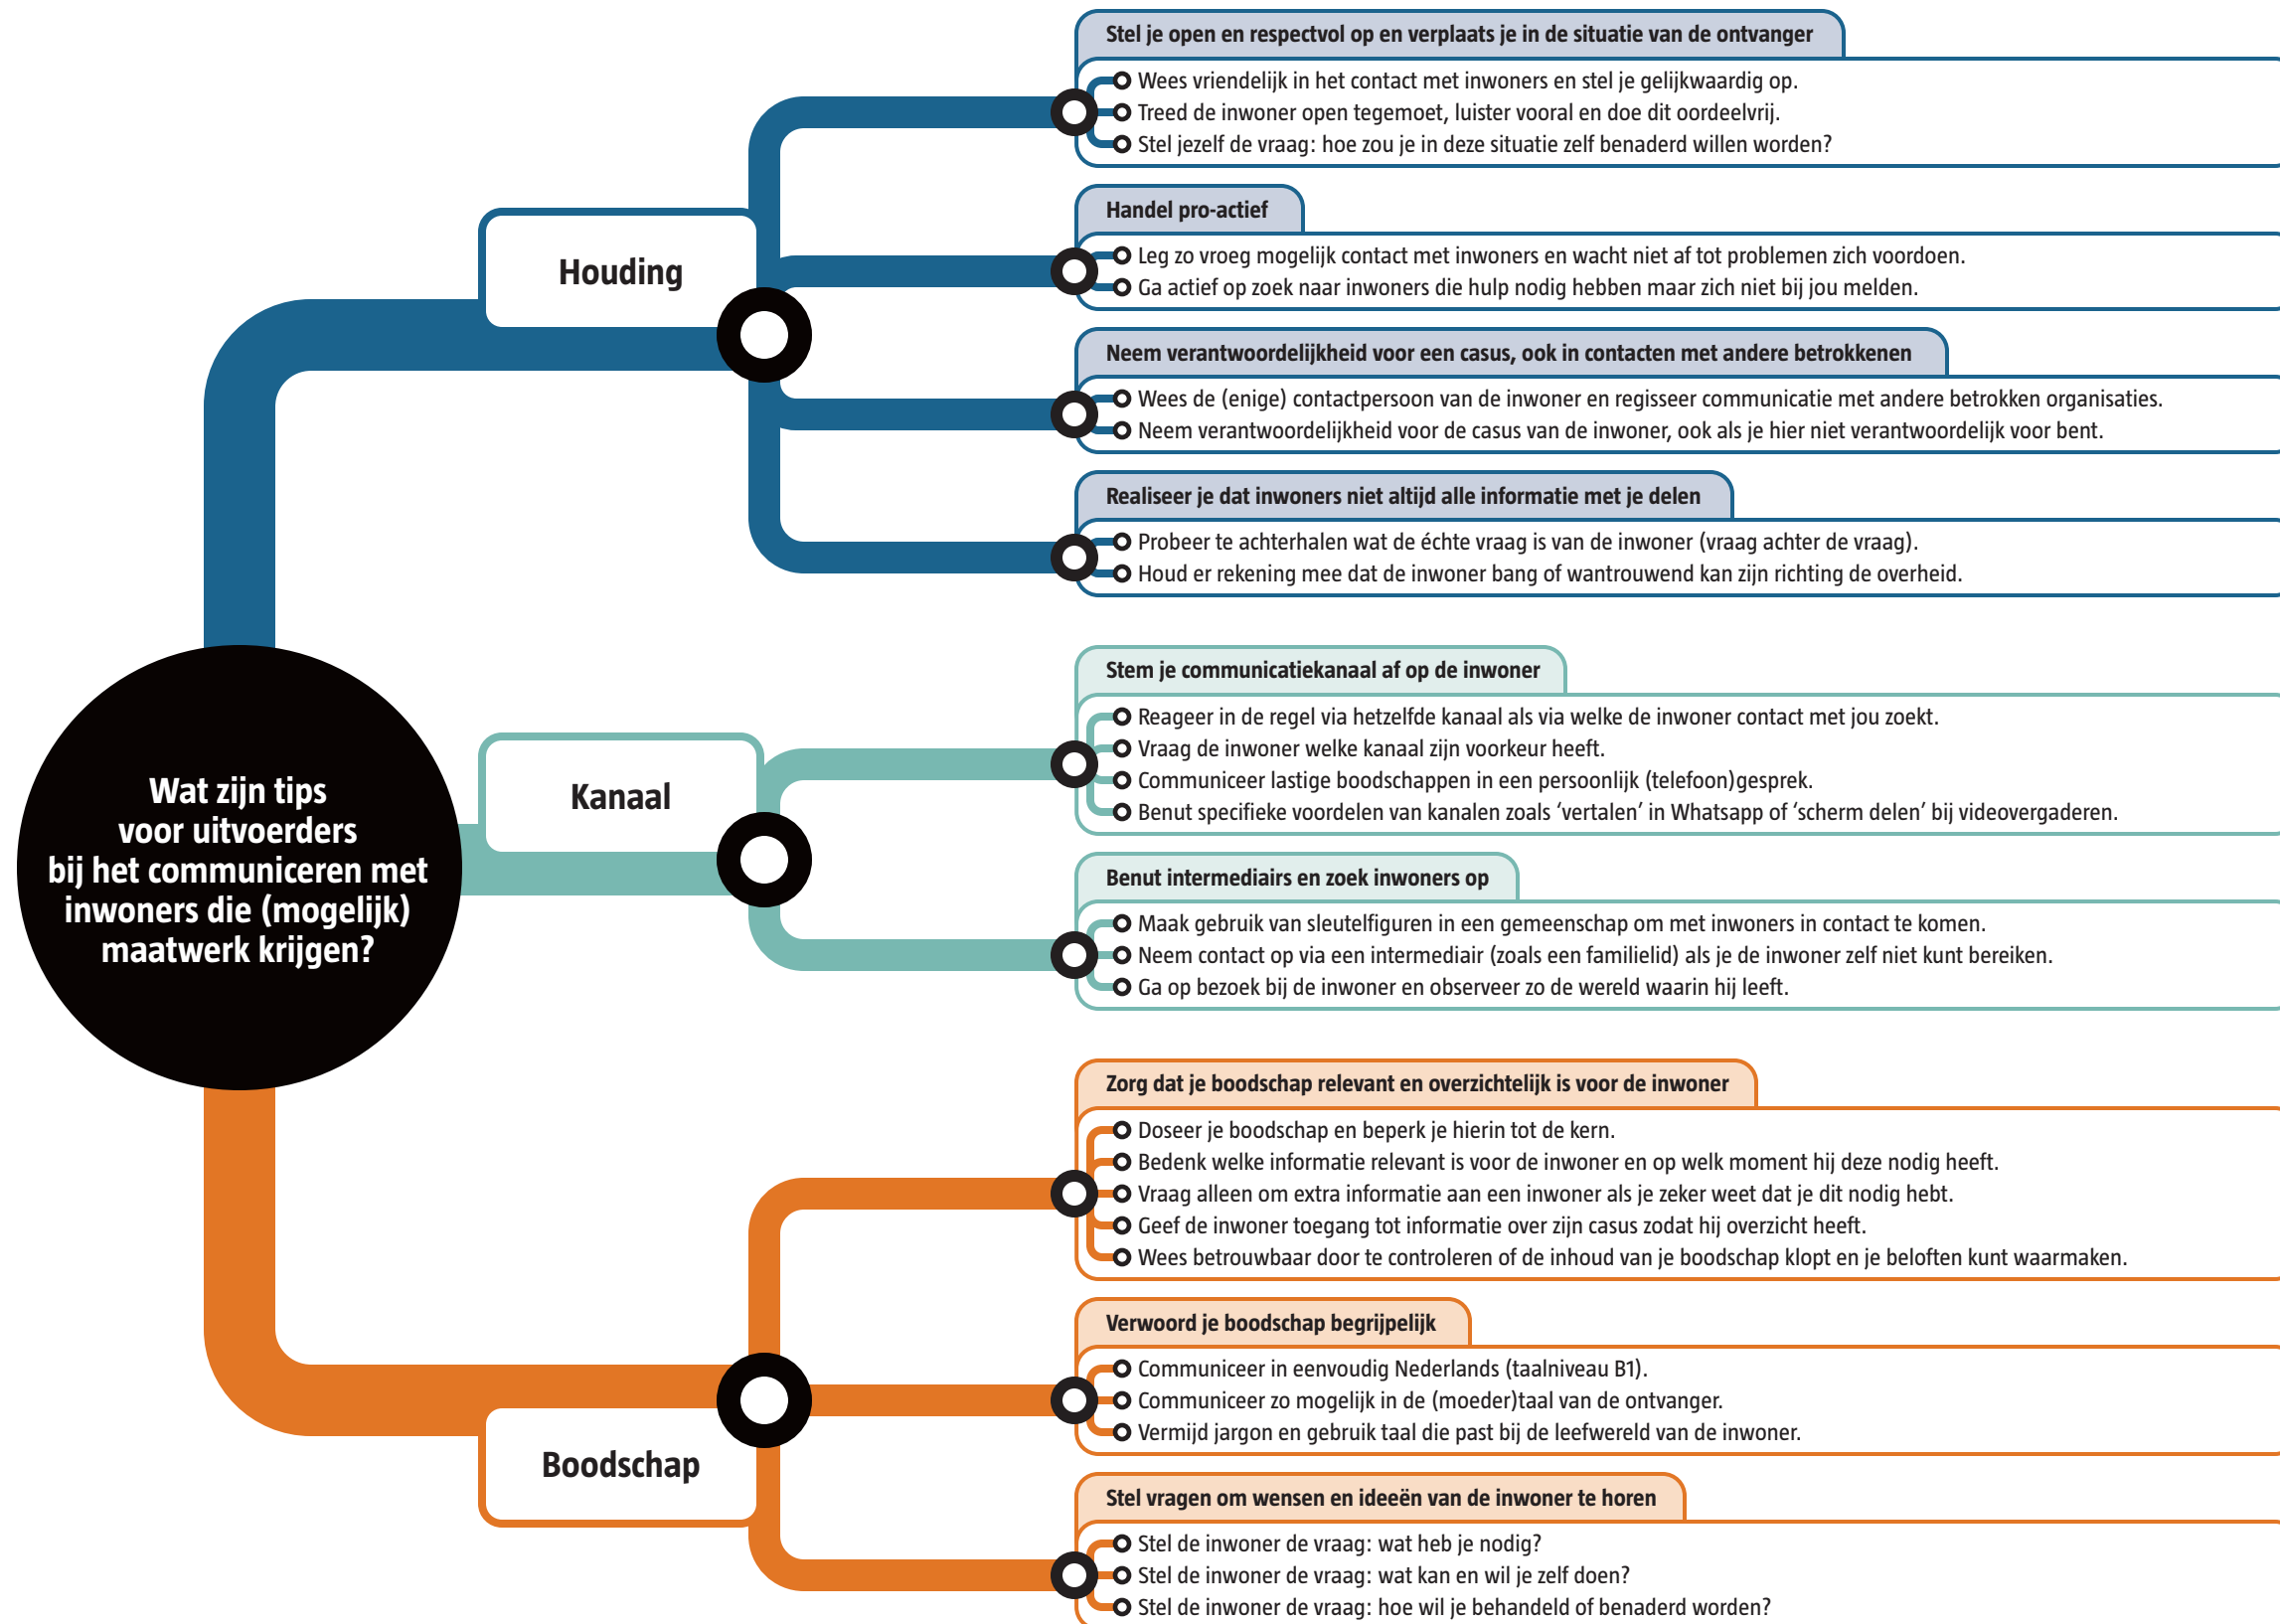 Wat zijn tips
voor uitvoerders
bij het communiceren met
inwoners die (mogelijk)
maatwerk krijgen?
Houding
Stel je open en respectvol op en verplaats je in de situatie van de ontvanger
Wees vriendelijk in het contact met inwoners en stel je gelijkwaardig op.
Treed de inwoner open tegemoet, luister vooral en doe dit oordeelvrij.
Stel jezelf de vraag: hoe zou je in deze situatie zelf benaderd willen worden?
Handel pro-actief
Leg zo vroeg mogelijk contact met inwoners en wacht niet af tot problemen zich voordoen.
Ga actief op zoek naar inwoners die hulp nodig hebben maar zich niet bij jou melden.
Neem verantwoordelijkheid voor een casus, ook in contacten met andere betrokkenen
Wees de (enige) contactpersoon van de inwoner en regisseer communicatie met andere betrokken organisaties.
Neem verantwoordelijkheid voor de casus van de inwoner, ook als je hier niet verantwoordelijk voor bent.
Realiseer je dat inwoners niet altijd alle informatie met je delen
Probeer te achterhalen wat de échte vraag is van de inwoner (vraag achter de vraag).
Houd er rekening mee dat de inwoner bang of wantrouwend kan zijn richting de overheid.
Kanaal
Stem je communicatiekanaal af op de inwoner
Reageer in de regel via hetzelfde kanaal als via welke de inwoner contact met jou zoekt.
Vraag de inwoner welke kanaal zijn voorkeur heeft.
Communiceer lastige boodschappen in een persoonlijk (telefoon)gesprek.
Benut specifieke voordelen van kanalen zoals ‘vertalen’ in Whatsapp of ‘scherm delen’ bij videovergaderen.
Benut intermediairs en zoek inwoners op
Maak gebruik van sleutelfiguren in een gemeenschap om met inwoners in contact te komen.
Neem contact op via een intermediair (zoals een familielid) als je de inwoner zelf niet kunt bereiken.
Ga op bezoek bij de inwoner en observeer zo de wereld waarin hij leeft.
Boodschap
Zorg dat je boodschap relevant en overzichtelijk is voor de inwoner
Doseer je boodschap en beperk je hierin tot de kern.
Bedenk welke informatie relevant is voor de inwoner en op welk moment hij deze nodig heeft.
Vraag alleen om extra informatie aan een inwoner als je zeker weet dat je dit nodig hebt.
Geef de inwoner toegang tot informatie over zijn casus zodat hij overzicht heeft.
Wees betrouwbaar door te controleren of de inhoud van je boodschap klopt en je beloften kunt waarmaken.
Verwoord je boodschap begrijpelijk
Communiceer in eenvoudig Nederlands (taalniveau B1).
Communiceer zo mogelijk in de (moeder)taal van de ontvanger.
Vermijd jargon en gebruik taal die past bij de leefwereld van de inwoner.
Stel vragen om wensen en ideeën van de inwoner te horen
Stel de inwoner de vraag: wat heb je nodig?
Stel de inwoner de vraag: wat kan en wil je zelf doen?
Stel de inwoner de vraag: hoe wil je behandeld of benaderd worden?